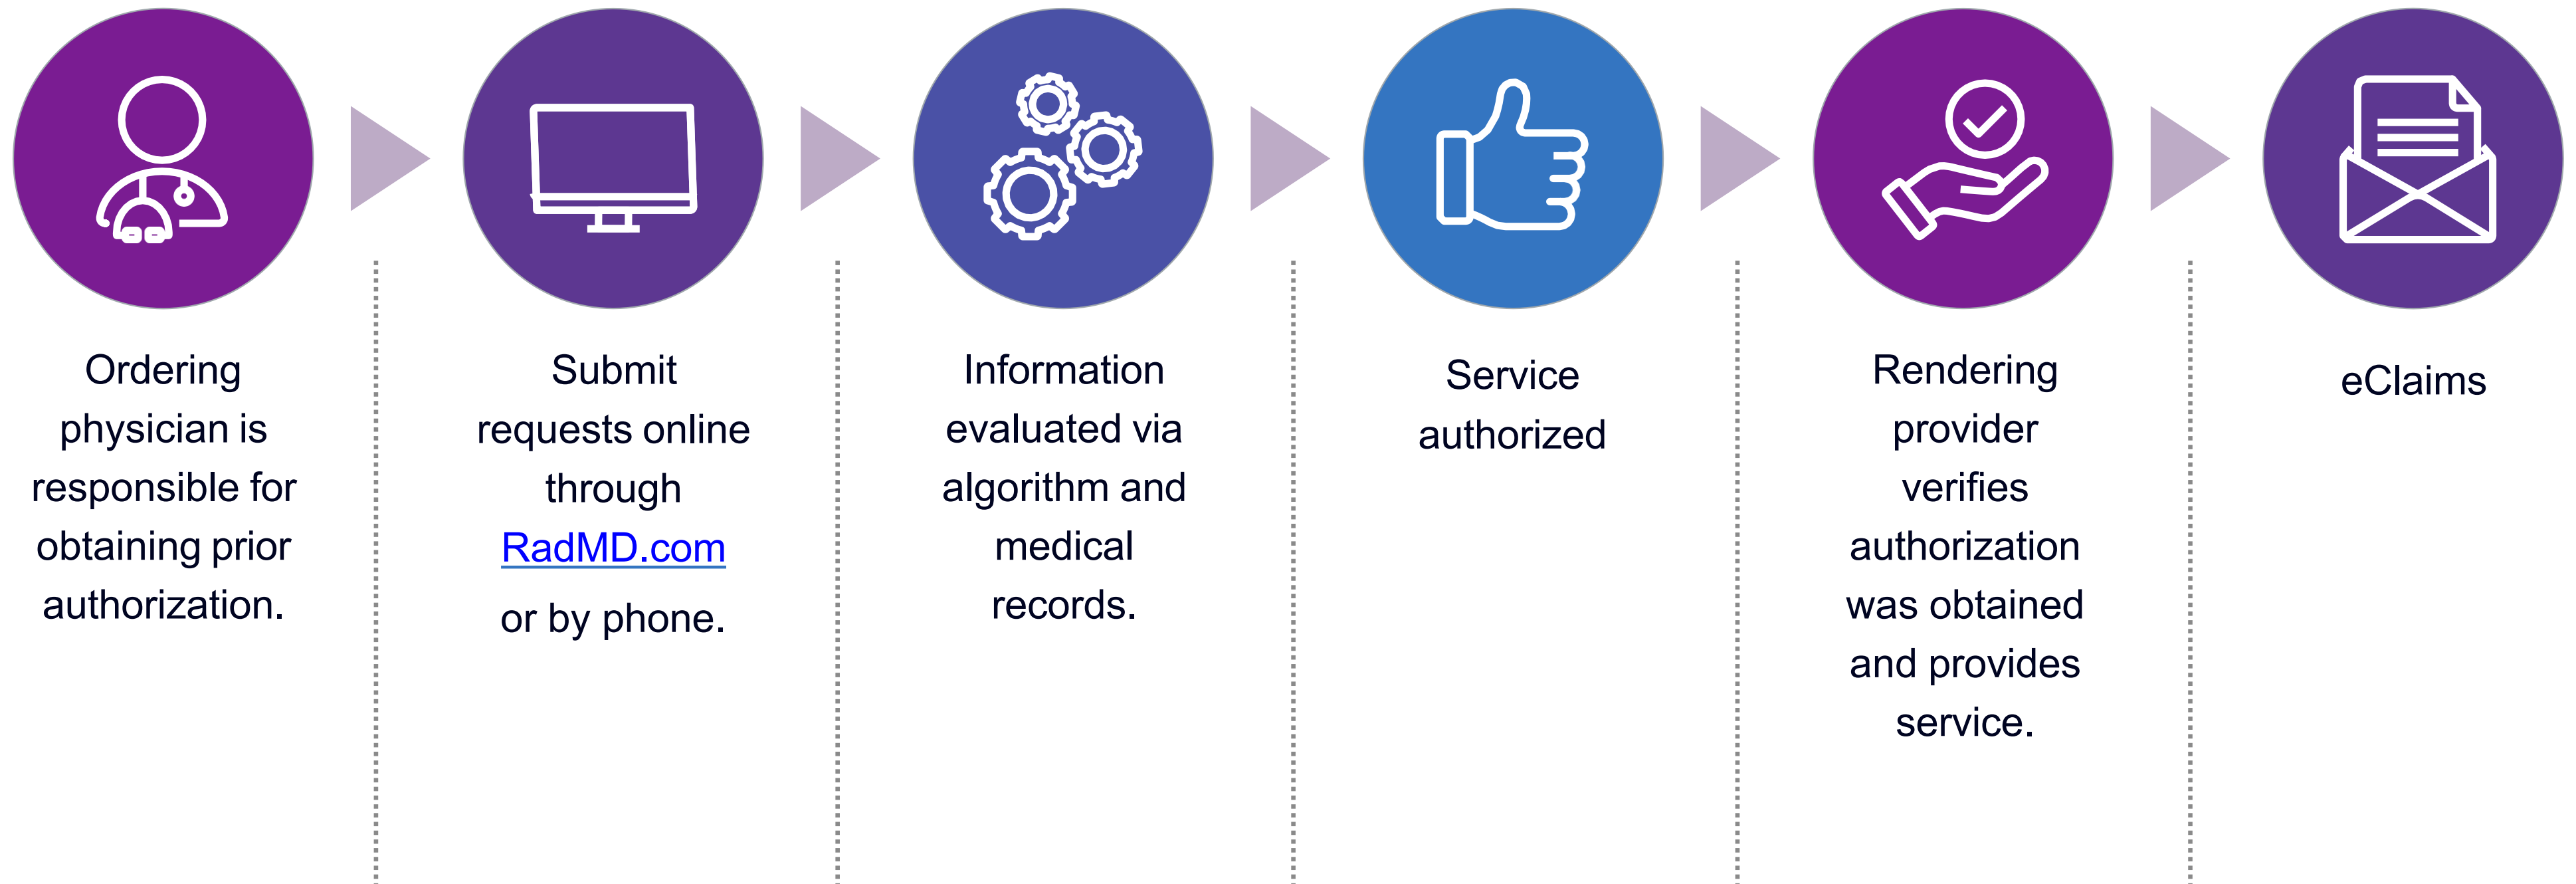 Ordering
physician is
responsible for
obtaining prior
authorization.
Submit
requests online
through
RadMD.com
or by phone.
Information
evaluated via
algorithm and
medical
records.
Service
authorized
Rendering
provider
verifies
authorization
was obtained
and provides
service.
eClaims